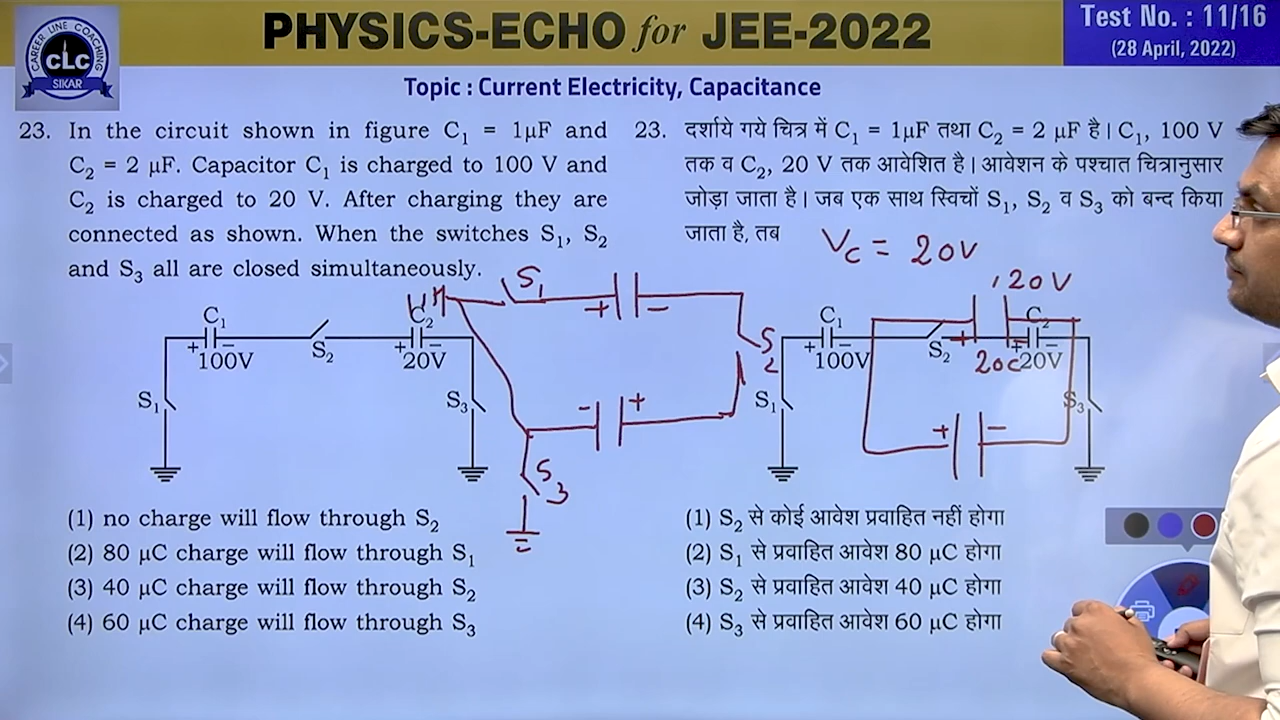 CAREER LINE COACHING
CLC
SIKAR
PHYSICS-ECHO for JEE-2022
Test No. : 11/16
(28 April, 2022)
Topic : Current Electricity, Capacitance
23. In the circuit shown in figure C₁ = 1μF and
C₂ = 2 μF. Capacitor C₁ is charged to 100 V and
C₂ is charged to 20 V. After charging they are
connected as shown. When the switches S₁, S₂
and S₃ all are closed simultaneously.
C₁
C₂
+ −
100V
S₂
+ −
20V
S₁
S₃
(1) no charge will flow through S₂
(2) 80 μC charge will flow through S₁
(3) 40 μC charge will flow through S₂
(4) 60 μC charge will flow through S₃
S₁
+ −
S₂
- +
S₃
23. दर्शाये गये चित्र में C₁ = 1μF तथा C₂ = 2 μF है। C₁, 100 V
तक व C₂, 20 V तक आवेशित है। आवेशन के पश्चात चित्रानुसार
जोड़ा जाता है। जब एक साथ स्विचों S₁, S₂ व S₃ को बन्द किया
जाता है, तब
Vc = 20V
20V
C₁
C₂
+ −
100V
S₂
+
20c
+
20V
S₁
S₃
+ −
(1) S₂ से कोई आवेश प्रवाहित नहीं होगा
(2) S₁ से प्रवाहित आवेश 80 μC होगा
(3) S₂ से प्रवाहित आवेश 40 μC होगा
(4) S₃ से प्रवाहित आवेश 60 μC होगा